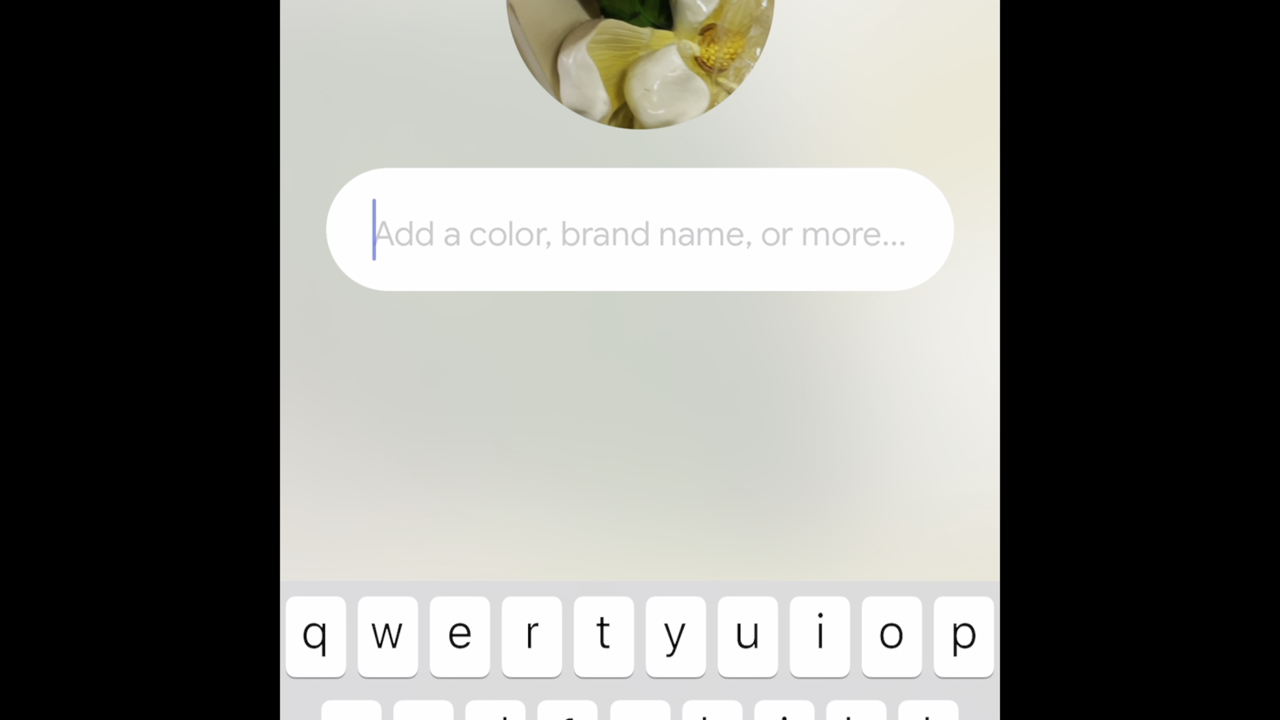 Add a color, brand name, or more...
q w e r t y u i o p